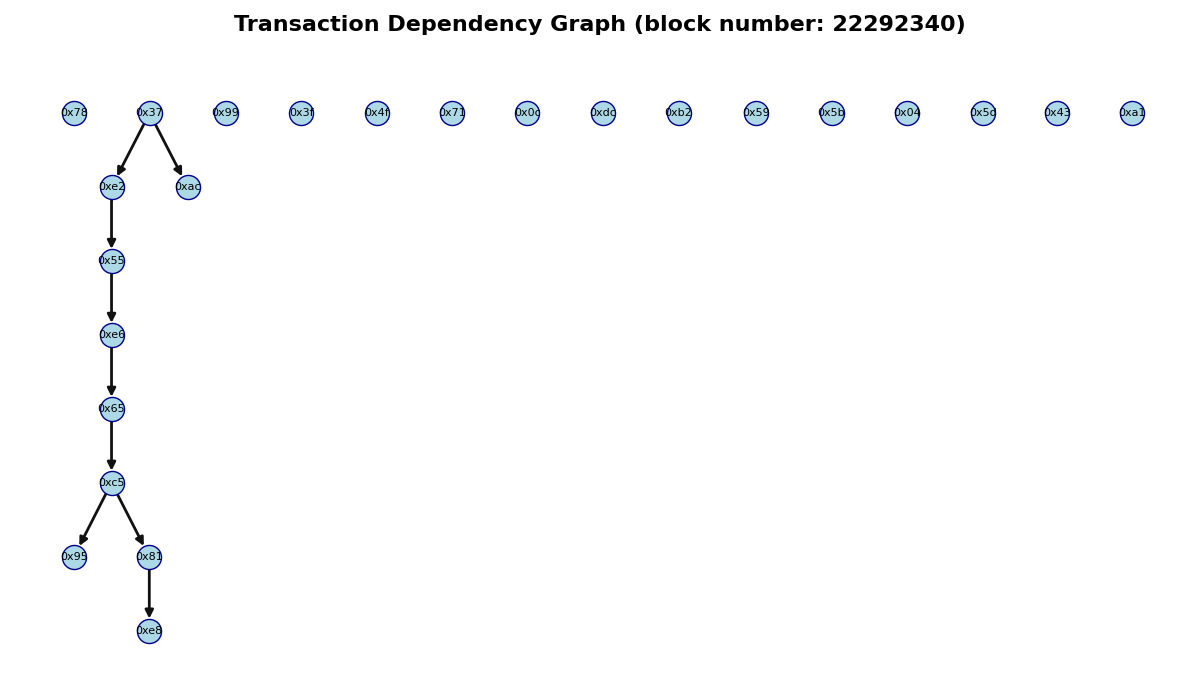 Transaction Dependency Graph (block number: 22292340)
0x78 0x37 0x99 0x3f 0x4f 0x71 0x0c 0xdc 0xb2 0x59 0x5b 0x04 0x5d 0x43 0xa1
0xe2 0xac
0x55
0xe6
0x65
0xc5
0x95 0x81
0xe8